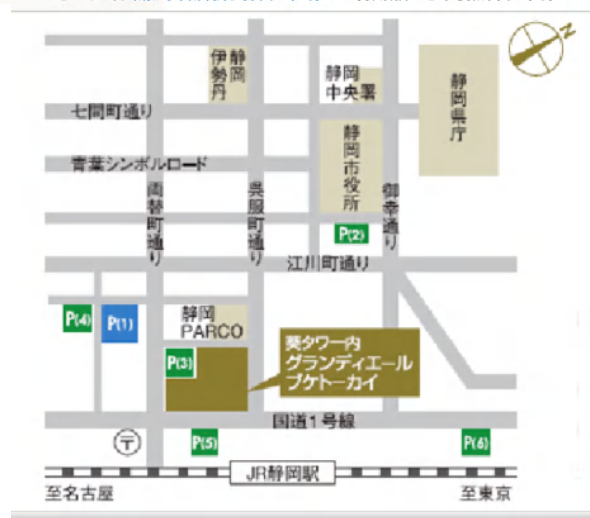 N
静岡
伊勢丹
静岡
中央署
静岡県庁
七間町通り
静岡市役所
青葉シンボルロード
両替町通り
呉服町通り
御幸通り
P(2)
江川町通り
P(4)
P(1)
静岡
PARCO
P(3)
葵タワー内
グランディエール
ブケトーカイ
国道1号線
〒
P(5)
P(6)
JR静岡駅
至名古屋
至東京